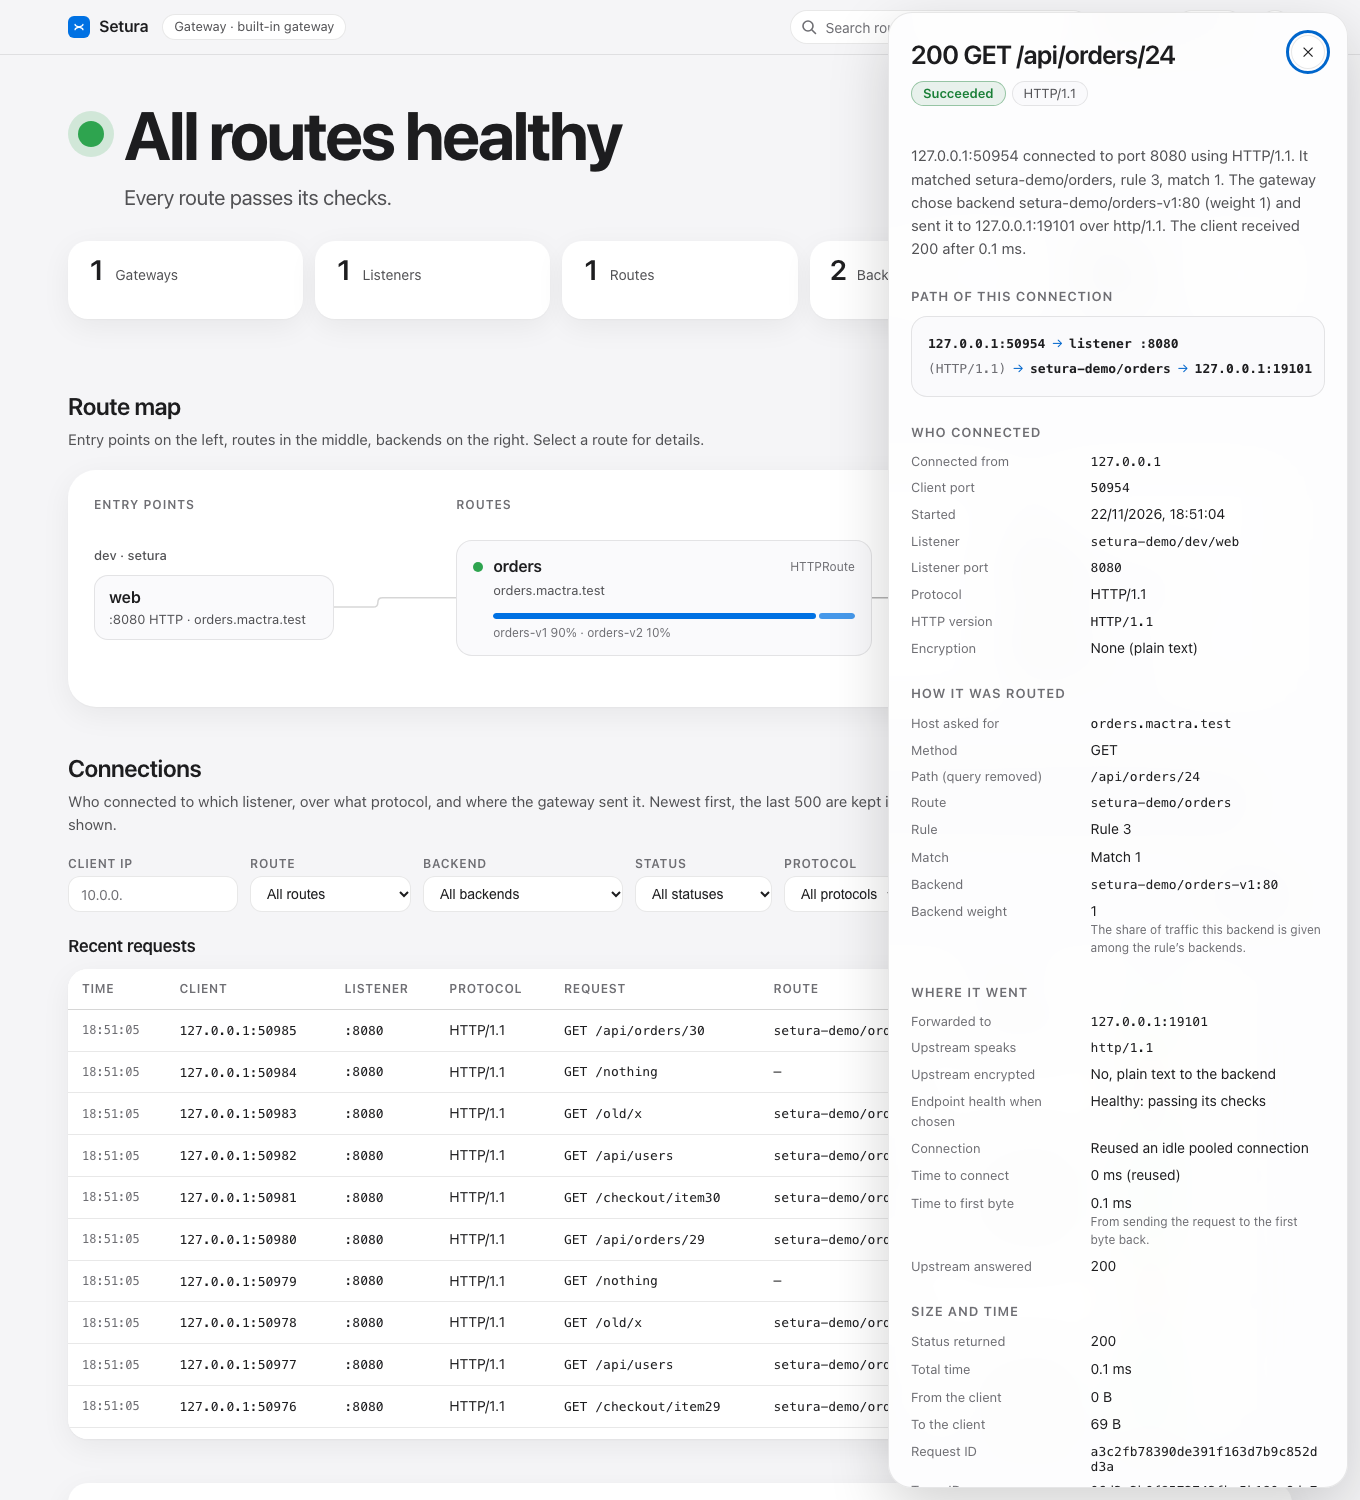 Setura
Gateway · built-in gateway
Search
All routes healthy
Every route passes its checks.
1 Gateways
1 Listeners
1 Routes
2
Route map
Entry points on the left, routes in the middle, backends on the right. Select a route for details.
ENTRY POINTS
ROUTES
dev · setura
web
:8080 HTTP · orders.mactra.test
orders
HTTPRoute
orders.mactra.test
orders-v1 90% · orders-v2 10%
Connections
Who connected to which listener, over what protocol, and where the gateway sent it. Newest first, the last 500 are kept
shown.
CLIENT IP
ROUTE
BACKEND
STATUS
PROTOCOL
10.0.0.
All routes
All backends
All statuses
All protocols
Recent requests
TIME CLIENT LISTENER PROTOCOL REQUEST ROUTE
18:51:05 127.0.0.1:50985 :8080 HTTP/1.1 GET /api/orders/30 setura-demo/ord
18:51:05 127.0.0.1:50984 :8080 HTTP/1.1 GET /nothing –
18:51:05 127.0.0.1:50983 :8080 HTTP/1.1 GET /old/x setura-demo/ord
18:51:05 127.0.0.1:50982 :8080 HTTP/1.1 GET /api/users setura-demo/ord
18:51:05 127.0.0.1:50981 :8080 HTTP/1.1 GET /checkout/item30 setura-demo/ord
18:51:05 127.0.0.1:50980 :8080 HTTP/1.1 GET /api/orders/29 setura-demo/ord
18:51:05 127.0.0.1:50979 :8080 HTTP/1.1 GET /nothing –
18:51:05 127.0.0.1:50978 :8080 HTTP/1.1 GET /old/x setura-demo/ord
18:51:05 127.0.0.1:50977 :8080 HTTP/1.1 GET /api/users setura-demo/ord
18:51:05 127.0.0.1:50976 :8080 HTTP/1.1 GET /checkout/item29 setura-demo/ord
200 GET /api/orders/24
Succeeded
HTTP/1.1
127.0.0.1:50954 connected to port 8080 using HTTP/1.1. It
matched setura-demo/orders, rule 3, match 1. The gateway
chose backend setura-demo/orders-v1:80 (weight 1) and
sent it to 127.0.0.1:19101 over http/1.1. The client received
200 after 0.1 ms.
PATH OF THIS CONNECTION
127.0.0.1:50954 → listener :8080
(HTTP/1.1) → setura-demo/orders → 127.0.0.1:19101
WHO CONNECTED
Connected from 127.0.0.1
Client port 50954
Started 22/11/2026, 18:51:04
Listener setura-demo/dev/web
Listener port 8080
Protocol HTTP/1.1
HTTP version HTTP/1.1
Encryption None (plain text)
HOW IT WAS ROUTED
Host asked for orders.mactra.test
Method GET
Path (query removed) /api/orders/24
Route setura-demo/orders
Rule Rule 3
Match Match 1
Backend setura-demo/orders-v1:80
Backend weight 1
The share of traffic this backend is given
among the rule's backends.
WHERE IT WENT
Forwarded to 127.0.0.1:19101
Upstream speaks http/1.1
Upstream encrypted No, plain text to the backend
Endpoint health when Healthy: passing its checks
chosen
Connection Reused an idle pooled connection
Time to connect 0 ms (reused)
Time to first byte 0.1 ms
From sending the request to the first
byte back.
Upstream answered 200
SIZE AND TIME
Status returned 200
Total time 0.1 ms
From the client 0 B
To the client 69 B
Request ID a3c2fb78390de391f163d7b9c852d
d3a